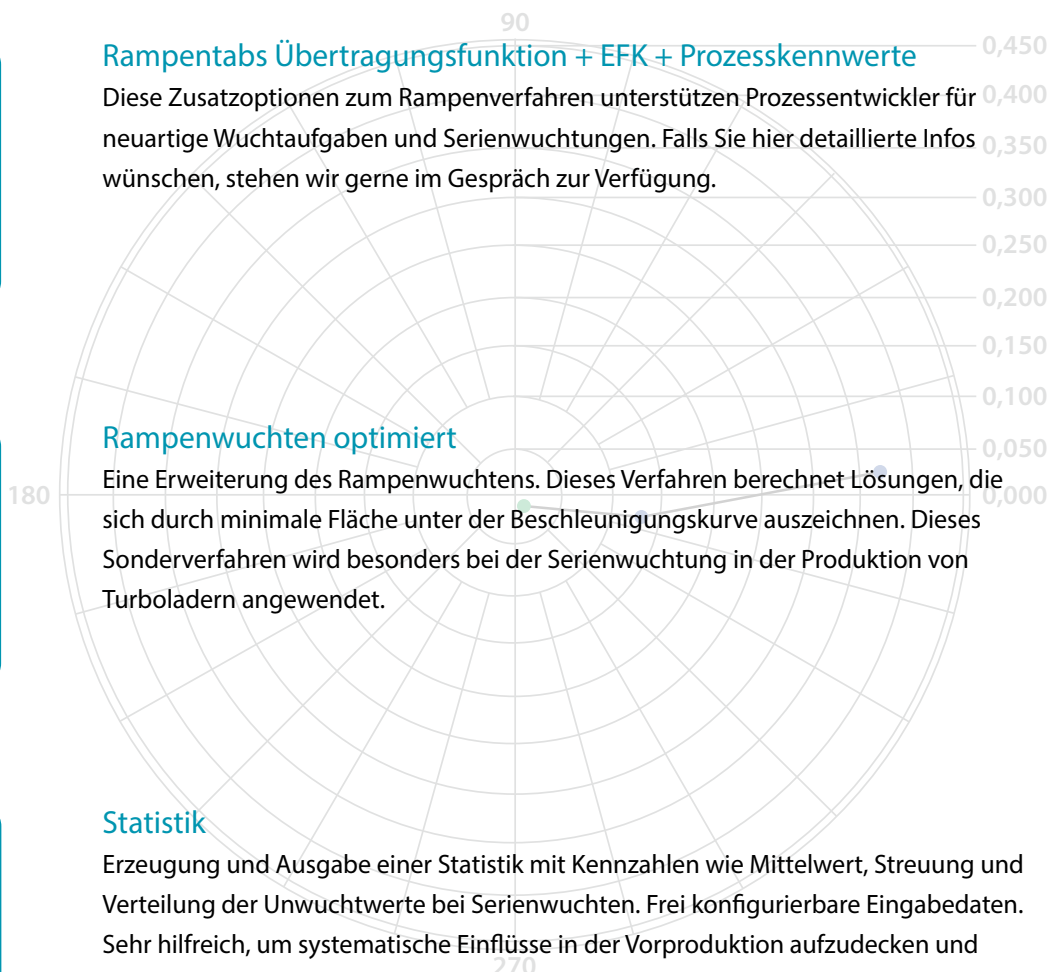 90
Rampentabs Übertragungsfunktion + EFK + Prozesskennwerte
0,450
Diese Zusatzoptionen zum Rampenverfahren unterstützen Prozessentwickler für
0,400
neuartige Wuchtaufgaben und Serienwuchtungen. Falls Sie hier detaillierte Infos
0,350
wünschen, stehen wir gerne im Gespräch zur Verfügung.
0,300
0,250
0,200
0,150
0,100
Rampenwuchten optimiert
0,050
Eine Erweiterung des Rampenwuchtens. Dieses Verfahren berechnet Lösungen, die
180
0,000
sich durch minimale Fläche unter der Beschleunigungskurve auszeichnen. Dieses
Sonderverfahren wird besonders bei der Serienwuchtung in der Produktion von
Turboladern angewendet.
Statistik
Erzeugung und Ausgabe einer Statistik mit Kennzahlen wie Mittelwert, Streuung und
Verteilung der Unwuchtwerte bei Serienwuchten. Frei konfigurierbare Eingabedaten.
Sehr hilfreich, um systematische Einflüsse in der Vorproduktion aufzudecken und
270